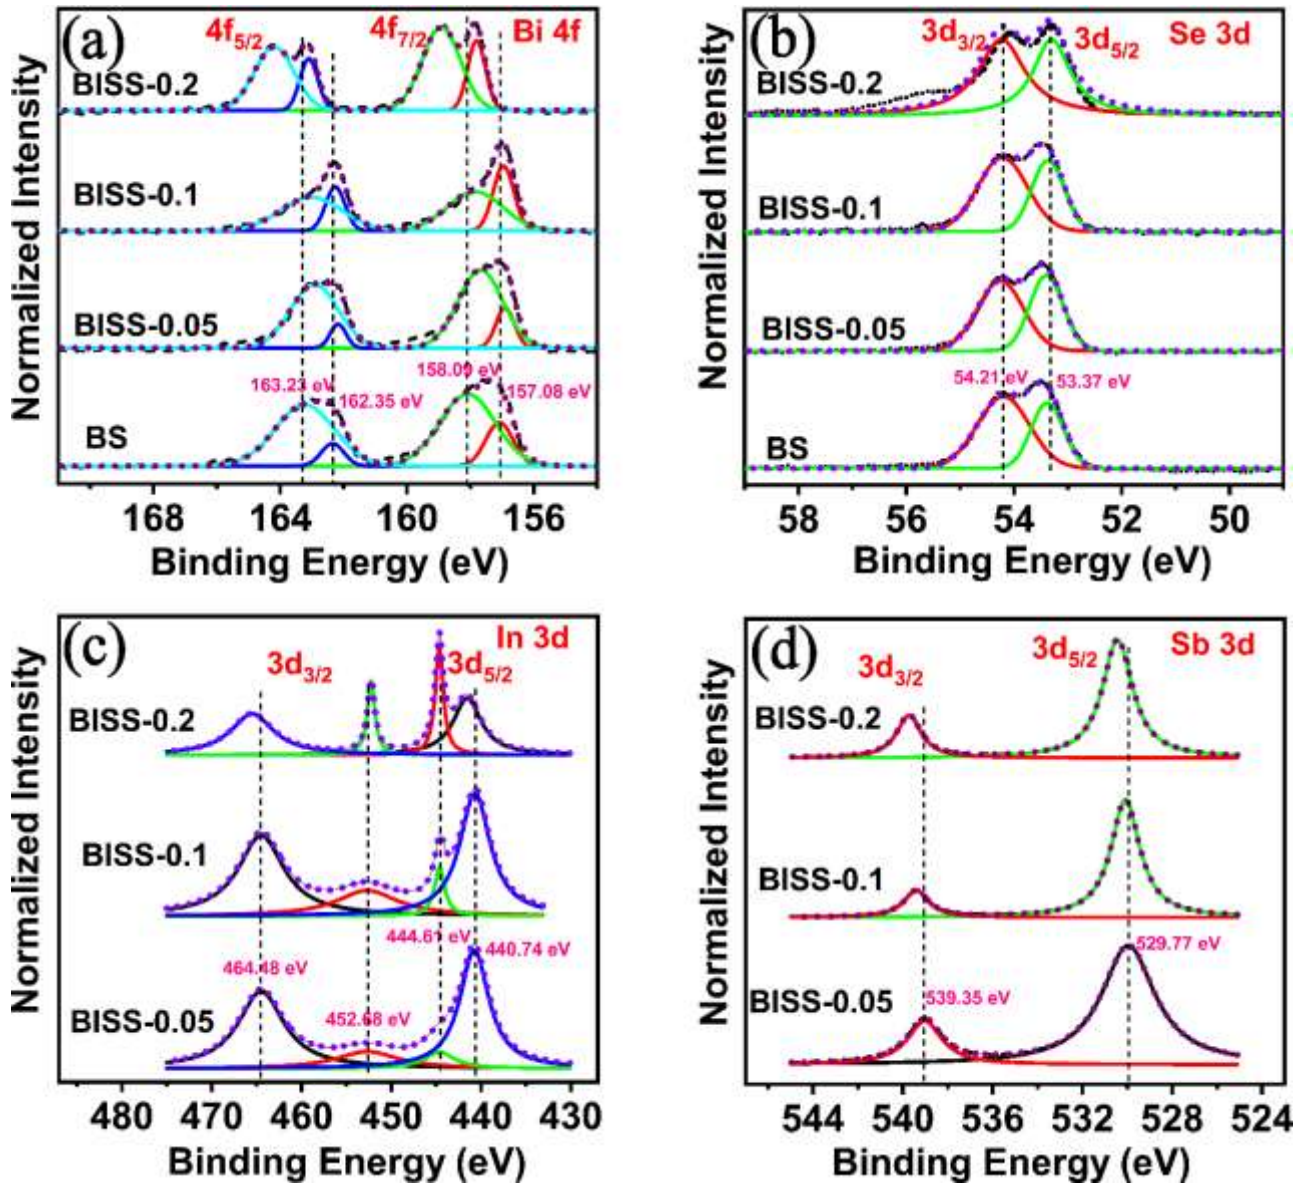 (a)
4f5/2
4f7/2
Bi 4f
BISS-0.2
BISS-0.1
BISS-0.05
163.23 eV
162.35 eV
158.09 eV
157.08 eV
BS
Normalized Intensity
168 164 160 156
Binding Energy (eV)
(b)
3d3/2
3d5/2
Se 3d
BISS-0.2
BISS-0.1
BISS-0.05
54.21 eV
53.37 eV
BS
Normalized Intensity
58 56 54 52 50
Binding Energy (eV)
(c)
3d3/2
3d5/2
In 3d
BISS-0.2
BISS-0.1
444.61 eV
440.74 eV
464.48 eV
452.68 eV
BISS-0.05
Normalized Intensity
480 470 460 450 440 430
Binding Energy (eV)
(d)
3d3/2
3d5/2
Sb 3d
BISS-0.2
BISS-0.1
529.77 eV
539.35 eV
BISS-0.05
Normalized Intensity
544 540 536 532 528 524
Binding Energy (eV)